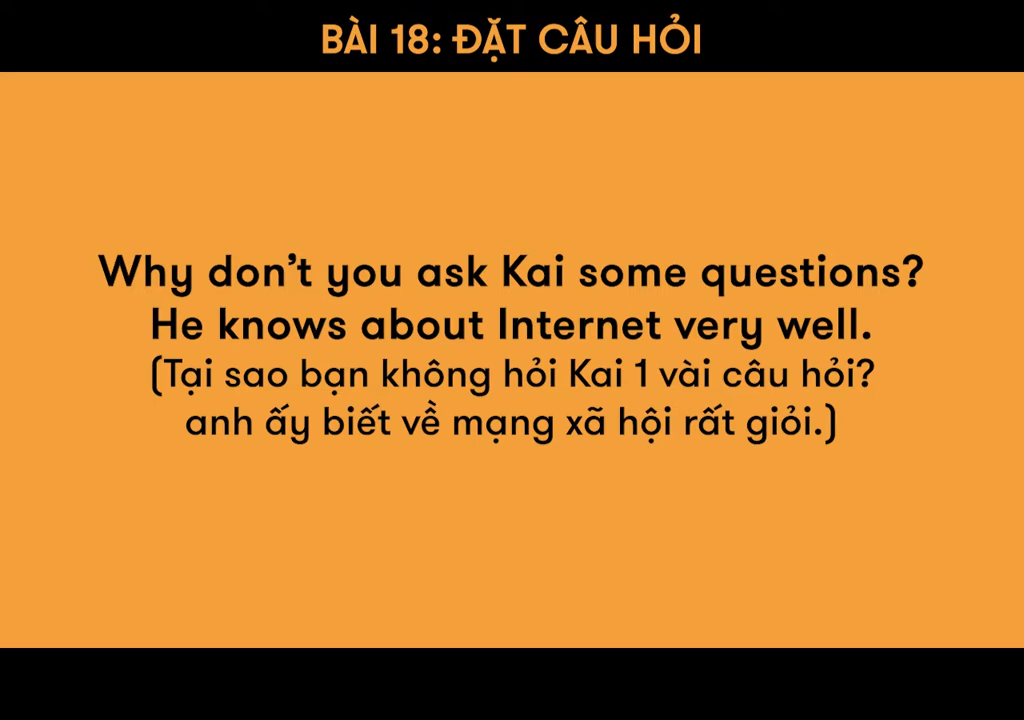 BÀI 18: ĐẶT CÂU HỎI
Why don't you ask Kai some questions?
He knows about Internet very well.
(Tại sao bạn không hỏi Kai 1 vài câu hỏi?
anh ấy biết về mạng xã hội rất giỏi.)